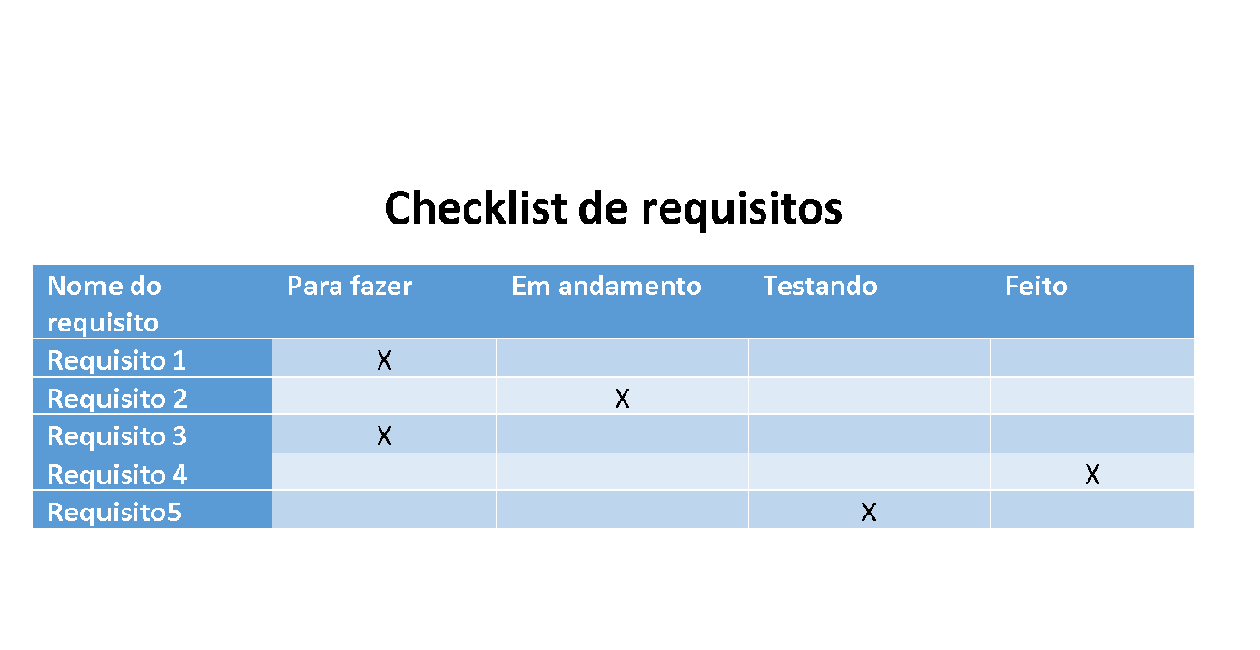 Checklist de requisitos
Nome do requisito Para fazer Em andamento Testando Feito
Requisito 1 X
Requisito 2 X
Requisito 3 X
Requisito 4 X
Requisito5 X